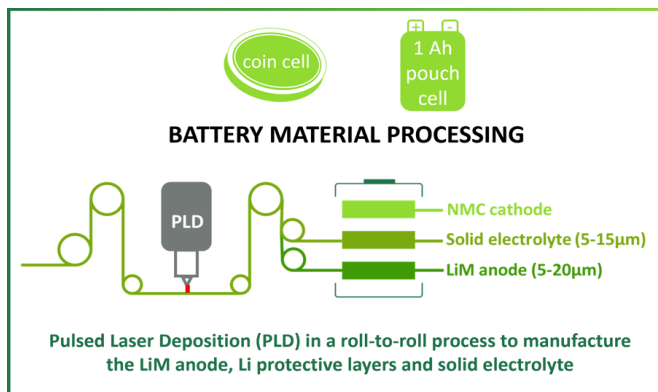 coin cell
+ -
1 Ah
pouch
cell
BATTERY MATERIAL PROCESSING
PLD
NMC cathode
Solid electrolyte (5-15μm)
LiM anode (5-20μm)
Pulsed Laser Deposition (PLD) in a roll-to-roll process to manufacture
the LiM anode, Li protective layers and solid electrolyte